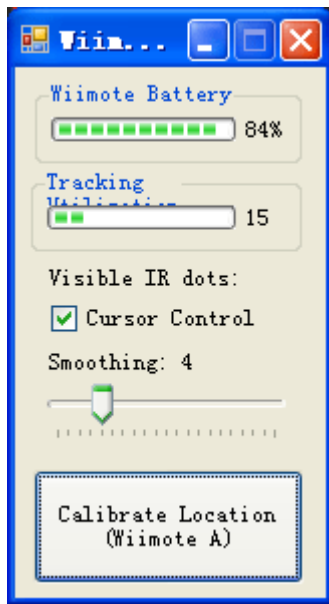 Wiim...
Wiimote Battery
84%
Tracking
15
Visible IR dots:
Cursor Control
Smoothing: 4
Calibrate Location
(Wiimote A)